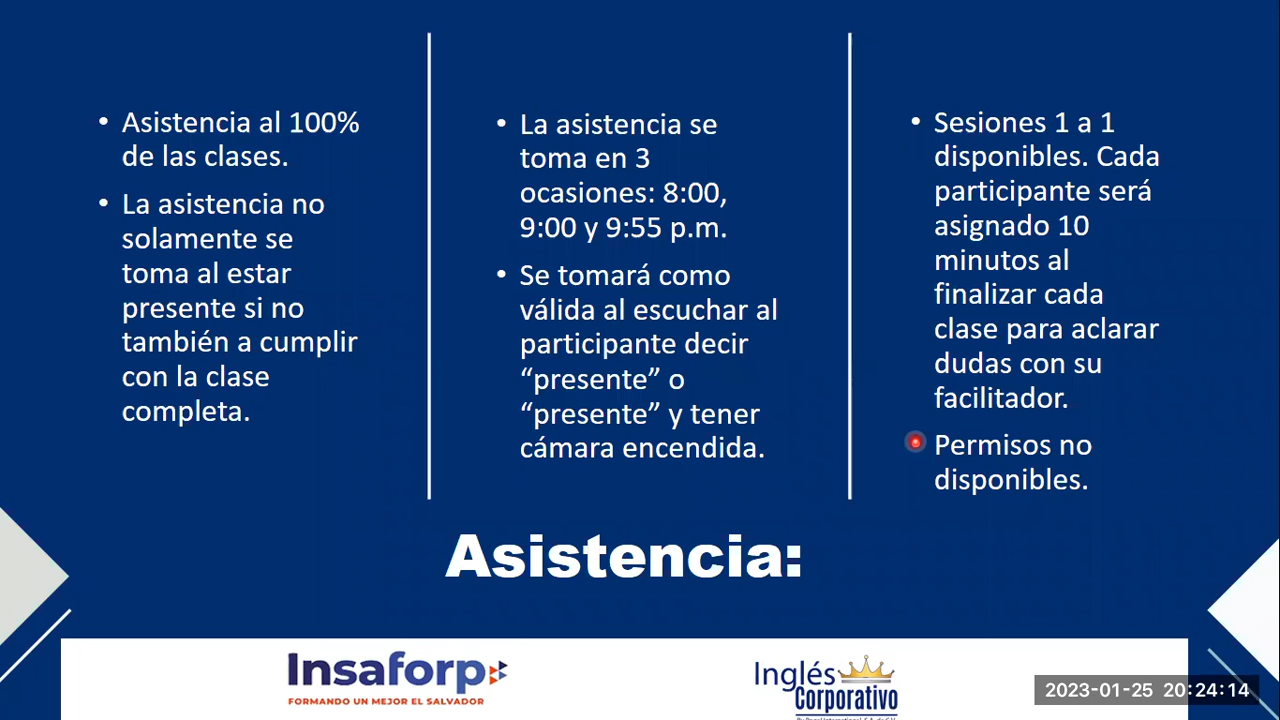 • Asistencia al 100%
de las clases.
• La asistencia no
solamente se
toma al estar
presente si no
también a cumplir
con la clase
completa.
• La asistencia se
toma en 3
ocasiones: 8:00,
9:00 y 9:55 p.m.
• Se tomará como
válida al escuchar al
participante decir
“presente” o
“presente” y tener
cámara encendida.
• Sesiones 1 a 1
disponibles. Cada
participante será
asignado 10
minutos al
finalizar cada
clase para aclarar
dudas con su
facilitador.
Permisos no
disponibles.
Asistencia:
Insaforp
FORMANDO UN MEJOR EL SALVADOR
Inglés
Corporativo
2023-01-25 20:24:14